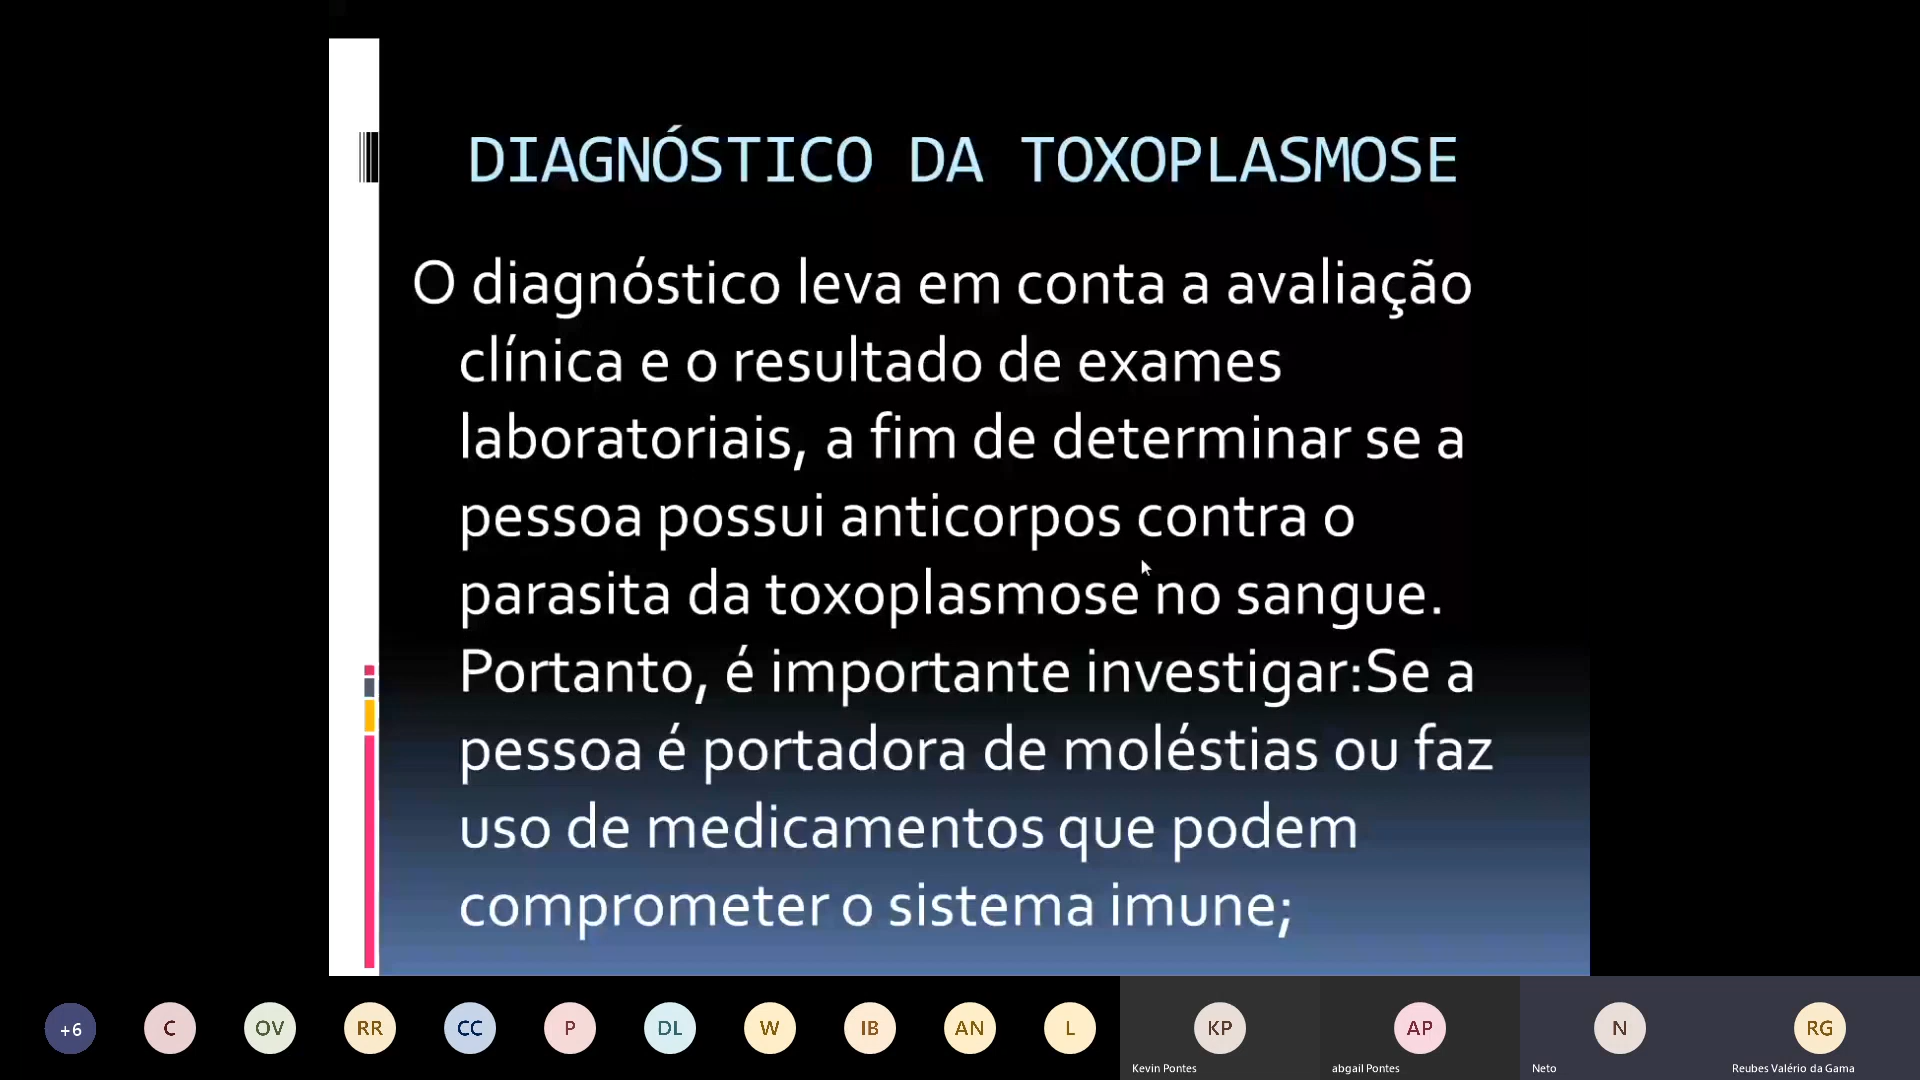 DIAGNÓSTICO DA TOXOPLASMOSE
O diagnóstico leva em conta a avaliação
clínica e o resultado de exames
laboratoriais, a fim de determinar se a
pessoa possui anticorpos contra o
parasita da toxoplasmose no sangue.
Portanto, é importante investigar:Se a
pessoa é portadora de moléstias ou faz
uso de medicamentos que podem
comprometer o sistema imune;
+6 C OV RR CC P DL W IB AN L KP AP N RG
Kevin Pontes abgail Pontes Neto Reubes Valério da Gama